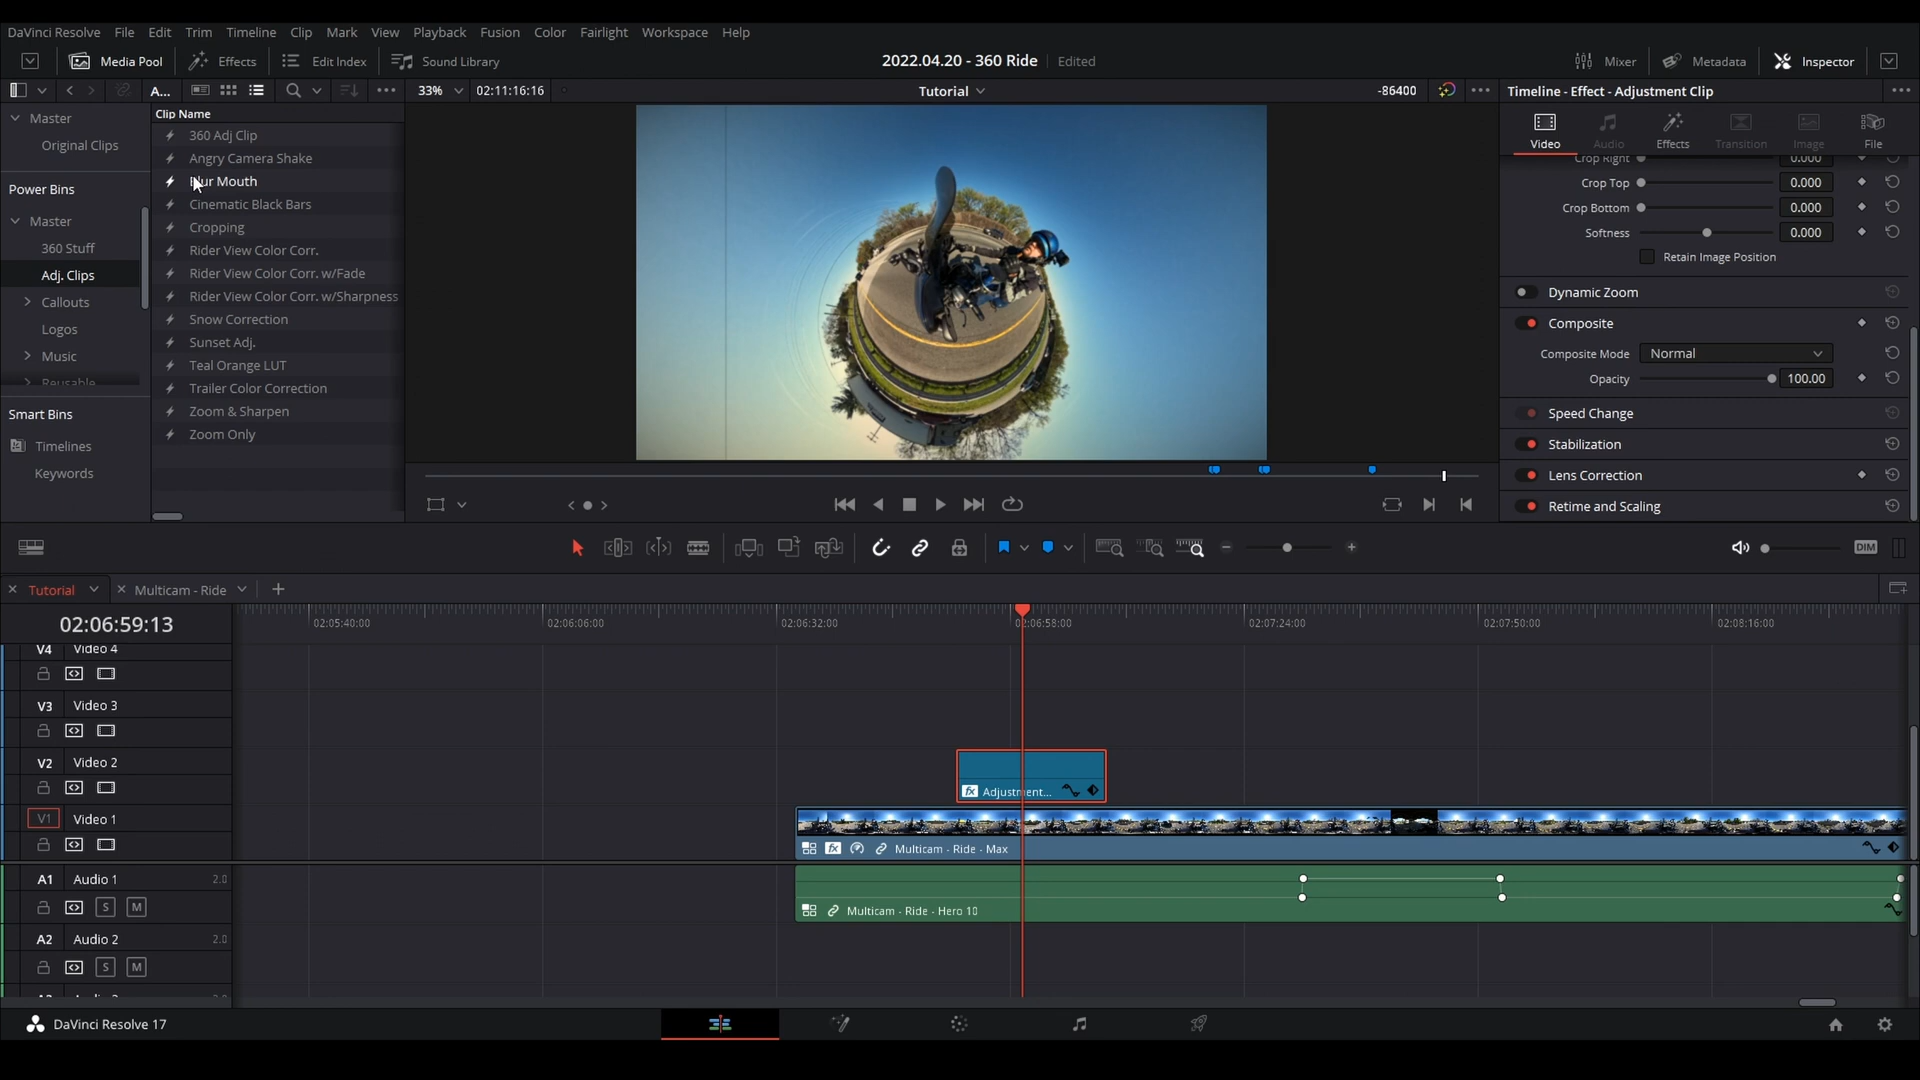 DaVinci Resolve File Edit Trim Timeline Clip Mark View Playback Fusion Color Fairlight Workspace Help
Media Pool Effects Edit Index Sound Library 2022.04.20 - 360 Ride Edited Mixer Metadata Inspector
A... 33% 02:11:16:16 Tutorial -86400 Timeline - Effect - Adjustment Clip
Master
Original Clips
Power Bins
Master
360 Stuff
Adj. Clips
Callouts
Logos
Music
Reusable
Smart Bins
Timelines
Keywords
Clip Name
360 Adj Clip
Angry Camera Shake
Blur Mouth
Cinematic Black Bars
Cropping
Rider View Color Corr.
Rider View Color Corr. w/Fade
Rider View Color Corr. w/Sharpness
Snow Correction
Sunset Adj.
Teal Orange LUT
Trailer Color Correction
Zoom & Sharpen
Zoom Only
Video Audio Effects Transition Image File
Crop Right 0.000
Crop Top 0.000
Crop Bottom 0.000
Softness 0.000
Retain Image Position
Dynamic Zoom
Composite
Composite Mode Normal
Opacity 100.00
Speed Change
Stabilization
Lens Correction
Retime and Scaling
DIM
Tutorial Multicam - Ride
02:06:59:13 02:05:40:00 02:06:06:00 02:06:32:00 02:06:58:00 02:07:24:00 02:07:50:00 02:08:16:00
V4 Video 4
V3 Video 3
V2 Video 2
fx Adjustment...
V1 Video 1
fx Multicam - Ride - Max
A1 Audio 1 2.0
S M Multicam - Ride - Hero 10
A2 Audio 2 2.0
S M
DaVinci Resolve 17